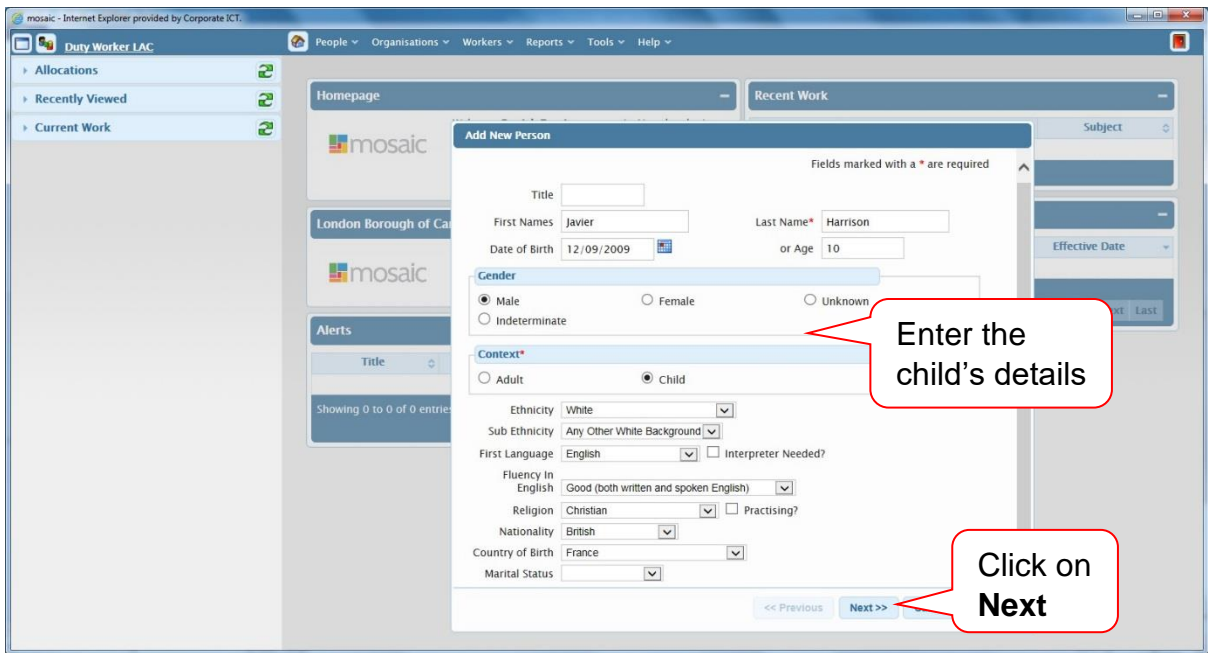 mosaic - Internet Explorer provided by Corporate ICT.
Duty Worker LAC
People Organisations Workers Reports Tools Help
Allocations
Recently Viewed
Current Work
Homepage
Recent Work
mosaic
Subject
Add New Person
Fields marked with a * are required
Title
First Names Javier Last Name* Harrison
Date of Birth 12/09/2009 or Age 10
London Borough of
Effective Date
mosaic
Gender
Male Female Unknown
Indeterminate
Last
Alerts
Title
Enter the
child's details
Context*
Adult Child
Showing 0 to 0 of 0 entries
Ethnicity White
Sub Ethnicity Any Other White Background
First Language English Interpreter Needed?
Fluency In
English Good (both written and spoken English)
Religion Christian Practising?
Nationality British
Country of Birth France
Marital Status
Click on
Next
<< Previous Next >>